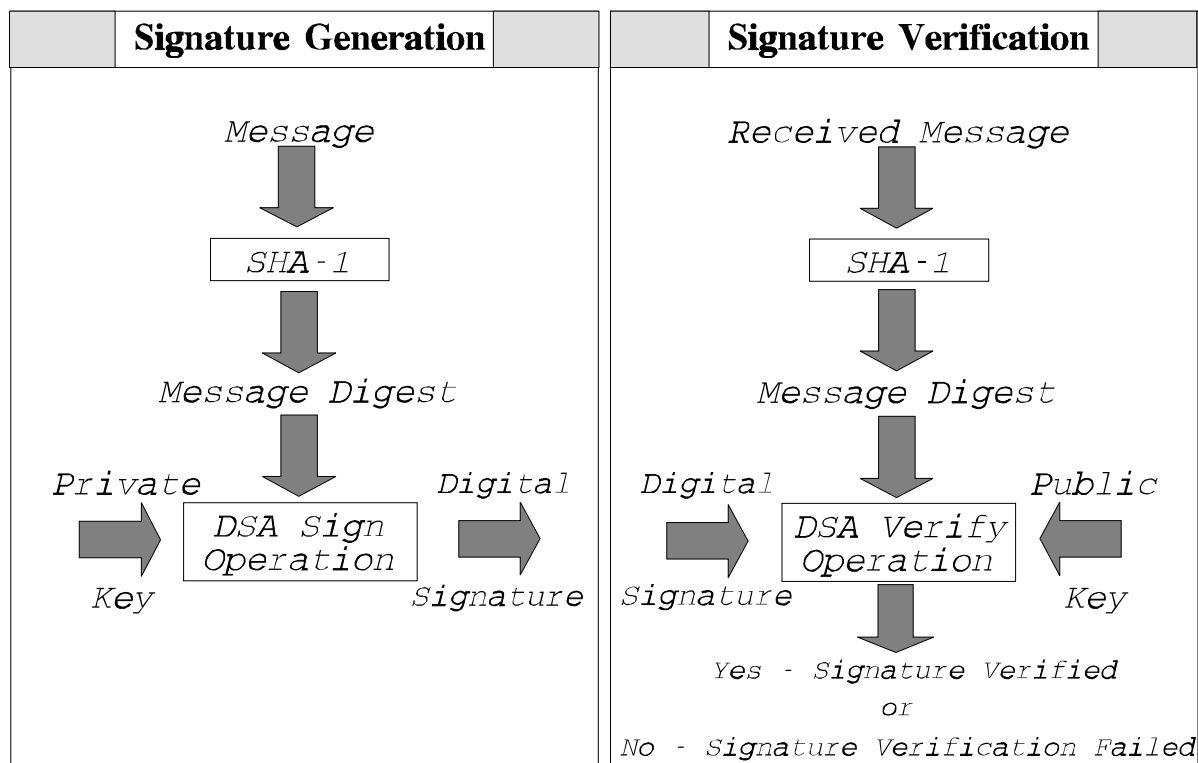 Signature Generation
Message
SHA-1
Message Digest
Private
Key
DSA Sign
Operation
Digital
Signature
Signature Verification
Received Message
SHA-1
Message Digest
Digital
Signature
DSA Verify
Operation
Public
Key
Yes - Signature Verified
or
No - Signature Verification Failed